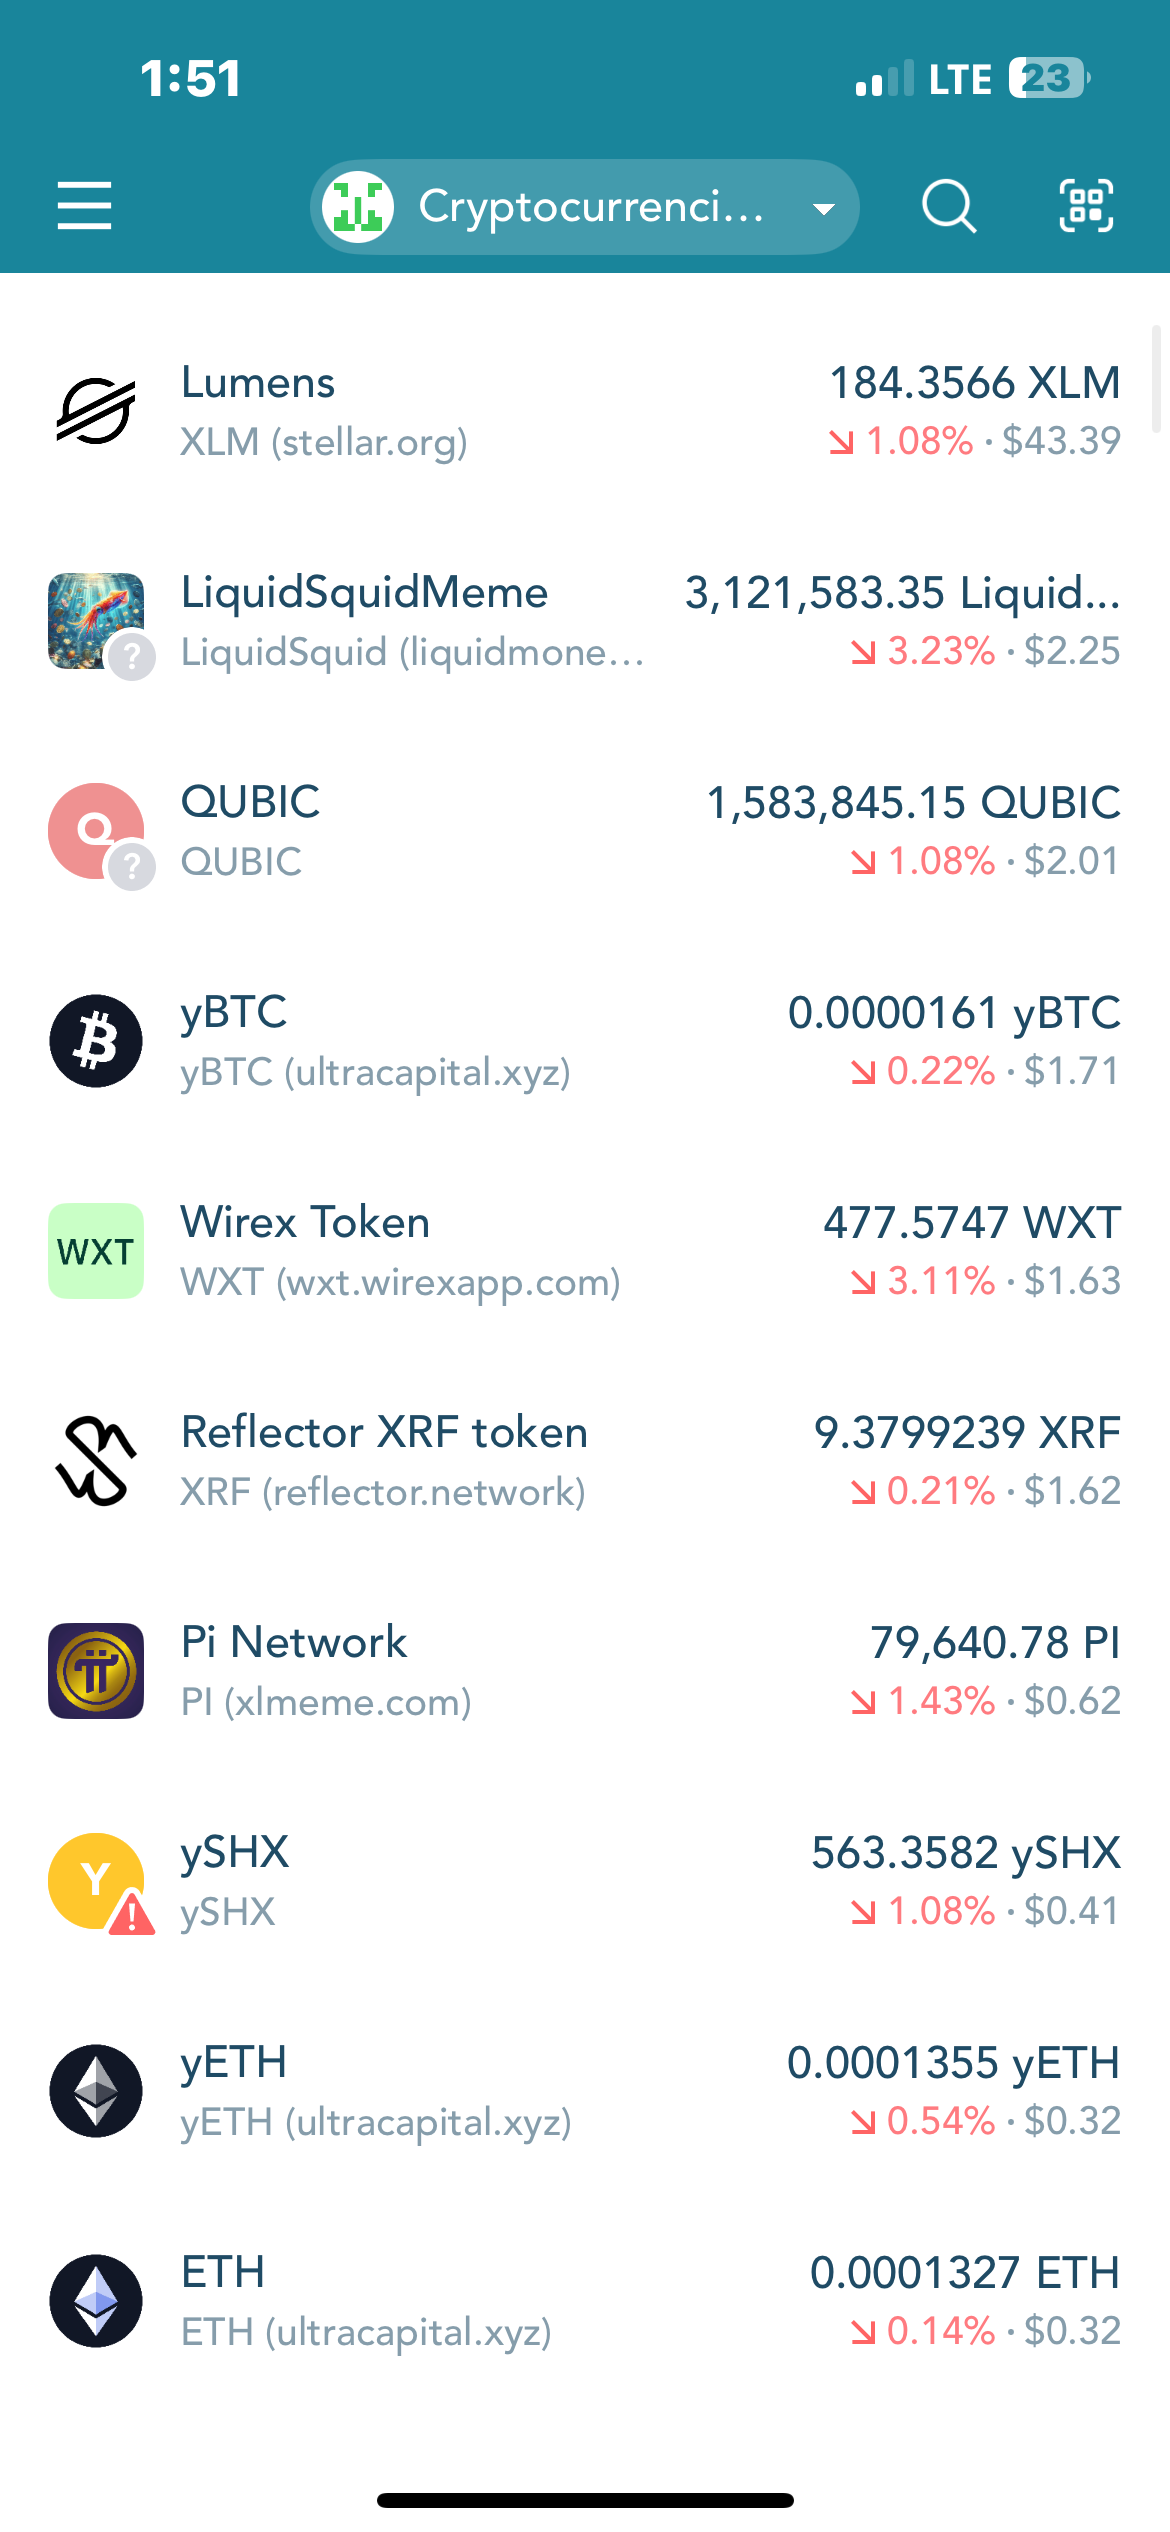 1:51
LTE 23
Cryptocurrenci...
Lumens
184.3566 XLM
XLM (stellar.org)
1.08% · $43.39
LiquidSquidMeme
3,121,583.35 Liquid...
LiquidSquid (liquidmone...
3.23% · $2.25
Q
?
QUBIC
1,583,845.15 QUBIC
QUBIC
1.08% · $2.01
yBTC
0.0000161 yBTC
yBTC (ultracapital.xyz)
0.22% · $1.71
WXT
Wirex Token
477.5747 WXT
WXT (wxt.wirexapp.com)
3.11% · $1.63
Reflector XRF token
9.3799239 XRF
XRF (reflector.network)
0.21% · $1.62
Pi Network
79,640.78 PI
PI (xlmeme.com)
1.43% · $0.62
Y
ySHX
563.3582 ySHX
ySHX
1.08% · $0.41
yETH
0.0001355 yETH
yETH (ultracapital.xyz)
0.54% · $0.32
ETH
0.0001327 ETH
ETH (ultracapital.xyz)
0.14% · $0.32